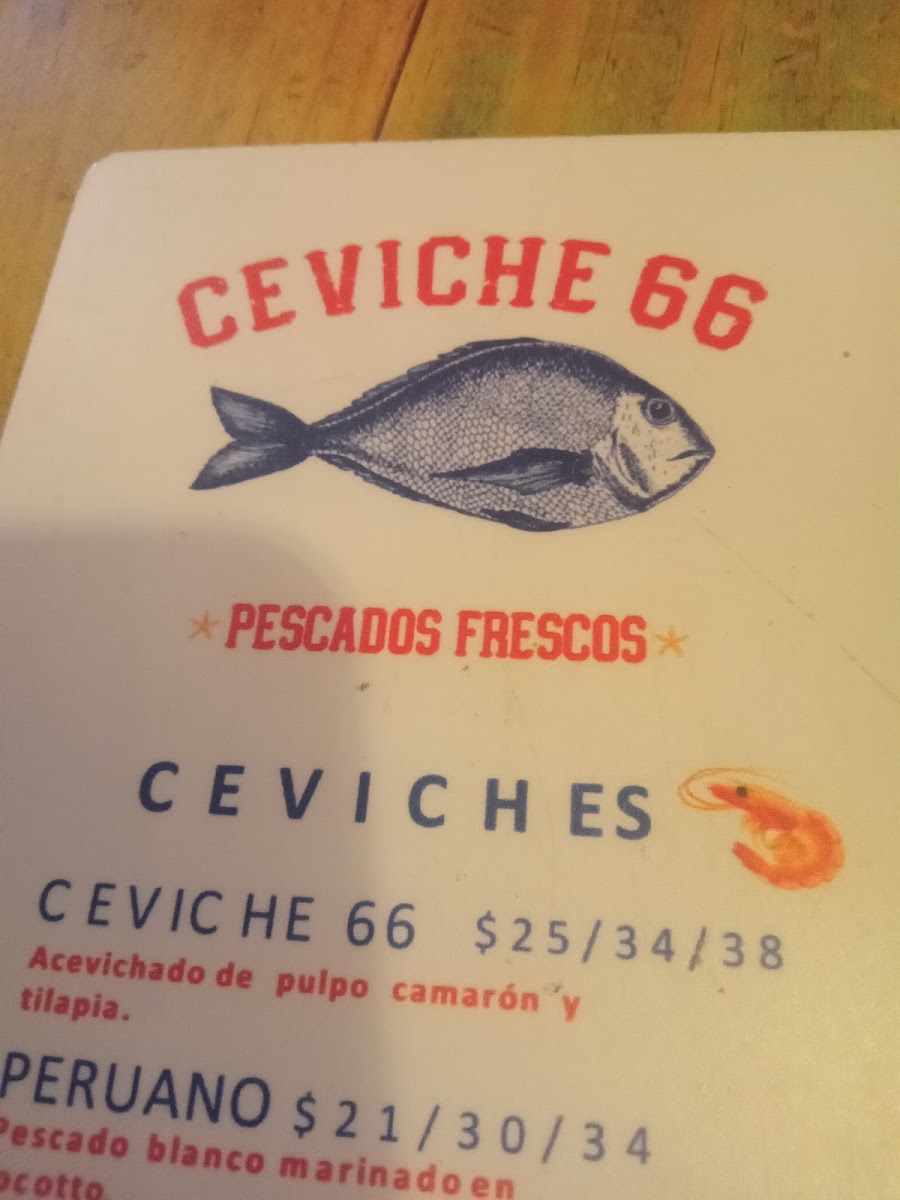 CEVICHE 66
PESCADOS FRESCOS
CEVICHES
CEVICHE 66 $25/34/38
Acevichado de pulpo camarón y
tilapia.
PERUANO $21/30/34
Pescado blanco marinado en